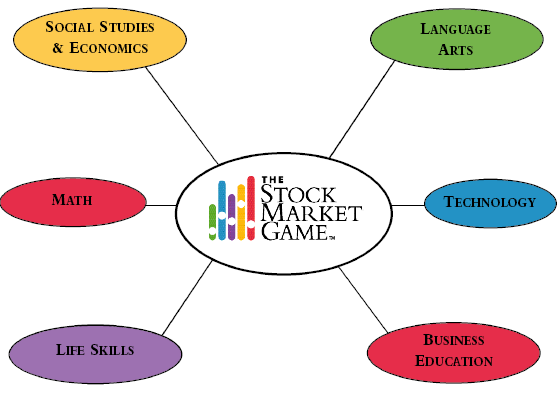 SOCIAL STUDIES
& ECONOMICS
LANGUAGE
ARTS
MATH
THE
STOCK
MARKET
GAME™
TECHNOLOGY
LIFE SKILLS
BUSINESS
EDUCATION